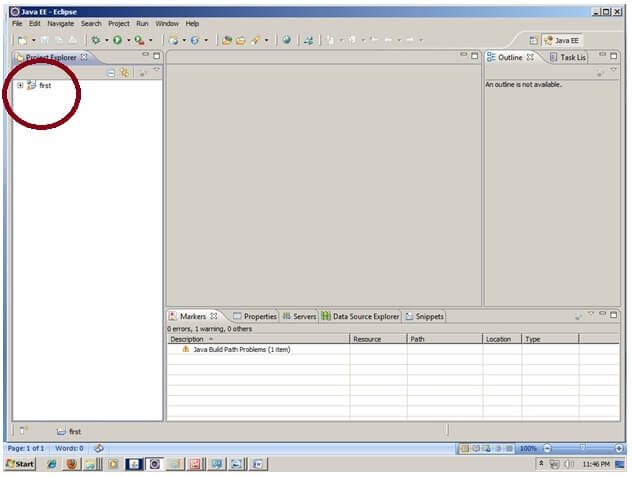 Java EE - Eclipse
File Edit Navigate Search Project Run Window Help
Java EE
Project Explorer
Outline Task Lis
first
An outline is not available.
Markers Properties Servers Data Source Explorer Snippets
0 errors, 1 warning, 0 others
Description Resource Path Location Type
Java Build Path Problems (1 item)
first
Page: 1 of 1 Words: 0 100%
Start 11:46 PM